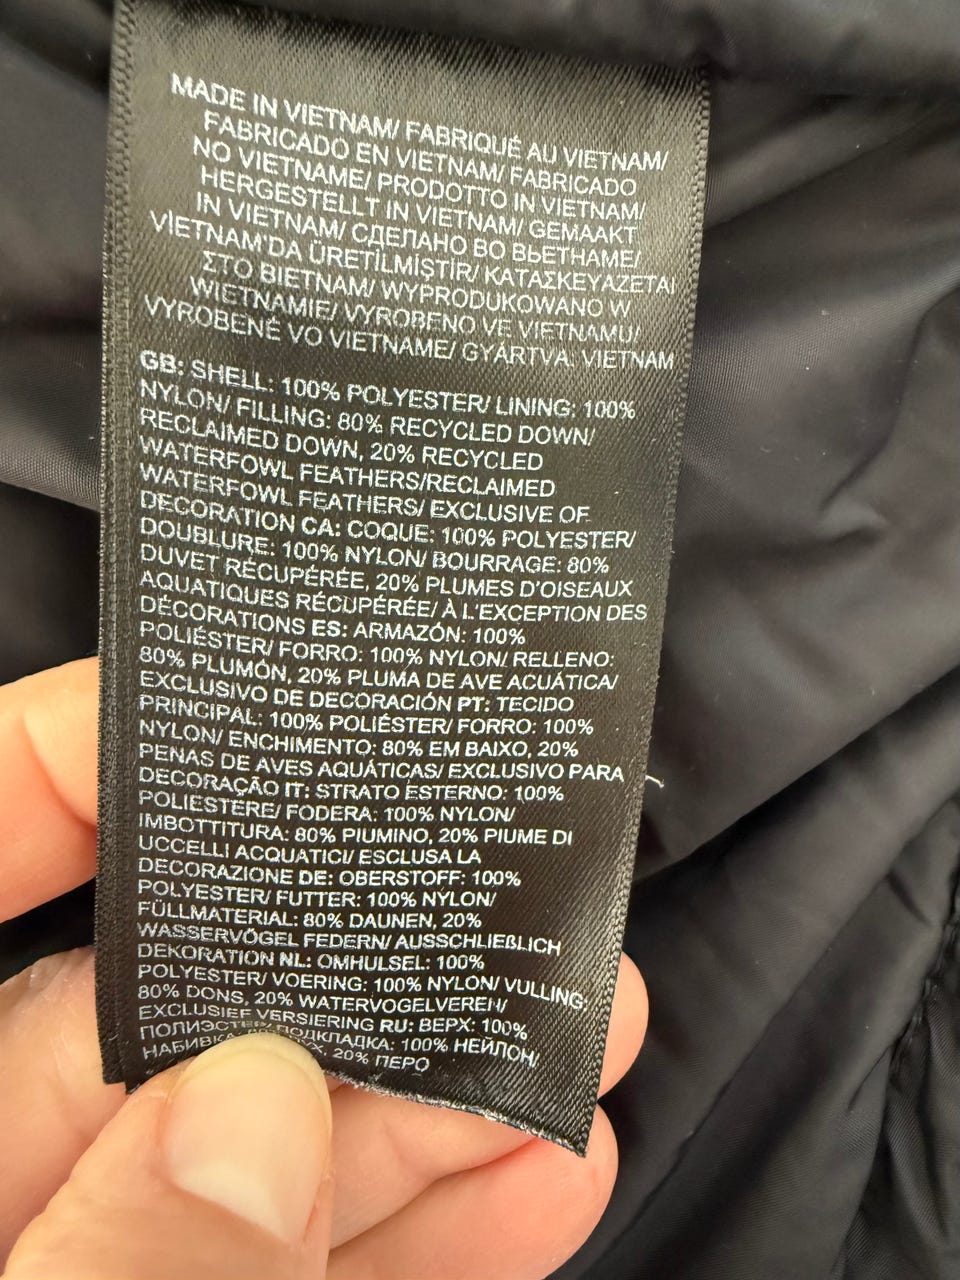 MADE IN VIETNAM/ FABRIQUÉ AU VIETNAM/
FABRICADO EN VIETNAM/ FABRICADO
NO VIETNAME/ PRODOTTO IN VIETNAM/
HERGESTELLT IN VIETNAM/ GEMAAKT
IN VIETNAM/ СДЕЛАНО ВО ВЬЕТНАМЕ/
VİETNAM'DA ÜRETİLMİŞTİR/ ΚΑΤΑΣΚΕΥΑΖΕΤΑΙ
ΣΤΟ ΒΙΕΤΝΑΜ/ WYPRODUKOWANO W
WIETNAMIE/ VYROBENO VE VIETNAMU/
VYROBENÉ VO VIETNAME/ GYÁRTVA: VIETNAM
GB: SHELL: 100% POLYESTER/ LINING: 100%
NYLON/ FILLING: 80% RECYCLED DOWN/
RECLAIMED DOWN, 20% RECYCLED
WATERFOWL FEATHERS/RECLAIMED
WATERFOWL FEATHERS/ EXCLUSIVE OF
DECORATION CA: COQUE: 100% POLYESTER/
DOUBLURE: 100% NYLON/ BOURRAGE: 80%
DUVET RÉCUPÉRÉE, 20% PLUMES D'OISEAUX
AQUATIQUES RÉCUPÉRÉE/ À L'EXCEPTION DES
DÉCORATIONS ES: ARMAZÓN: 100%
POLIÉSTER/ FORRO: 100% NYLON/ RELLENO:
80% PLUMÓN, 20% PLUMA DE AVE ACUÁTICA/
EXCLUSIVO DE DECORACIÓN PT: TECIDO
PRINCIPAL: 100% POLIÉSTER/ FORRO: 100%
NYLON/ ENCHIMENTO: 80% EM BAIXO, 20%
PENAS DE AVES AQUÁTICAS/ EXCLUSIVO PARA
DECORAÇÃO IT: STRATO ESTERNO: 100%
POLIESTERE/ FODERA: 100% NYLON/
IMBOTTITURA: 80% PIUMINO, 20% PIUME DI
UCCELLI ACQUATICI/ ESCLUSA LA
DECORAZIONE DE: OBERSTOFF: 100%
POLYESTER/ FUTTER: 100% NYLON/
FÜLLMATERIAL: 80% DAUNEN, 20%
WASSERVÖGEL FEDERN/ AUSSCHLIEßLICH
DEKORATION NL: OMHULSEL: 100%
POLYESTER/ VOERING: 100% NYLON/ VULLING:
80% DONS, 20% WATERVOGELVEREN/
EXCLUSIEF VERSIERING RU: ВЕРХ: 100%
ПОДКЛАДКА: 100% НЕЙЛОН/
НАБИВКА 20% ПЕРО